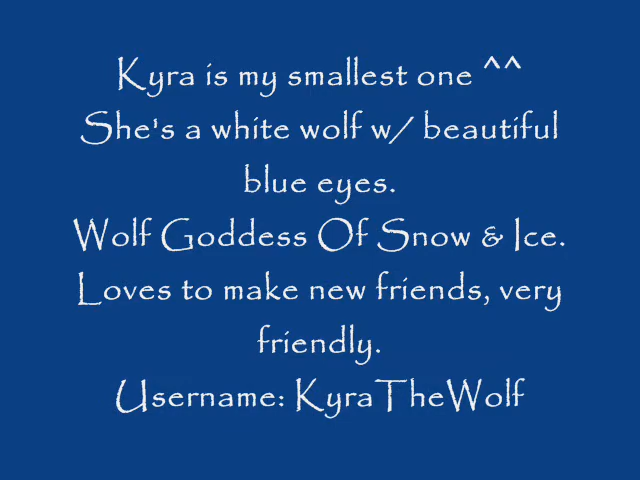 Kyra is my smallest one ^^
She's a white wolf w/ beautiful
blue eyes.
Wolf Goddess Of Snow & Ice.
Loves to make new friends, very
friendly.
Username: KyraTheWolf